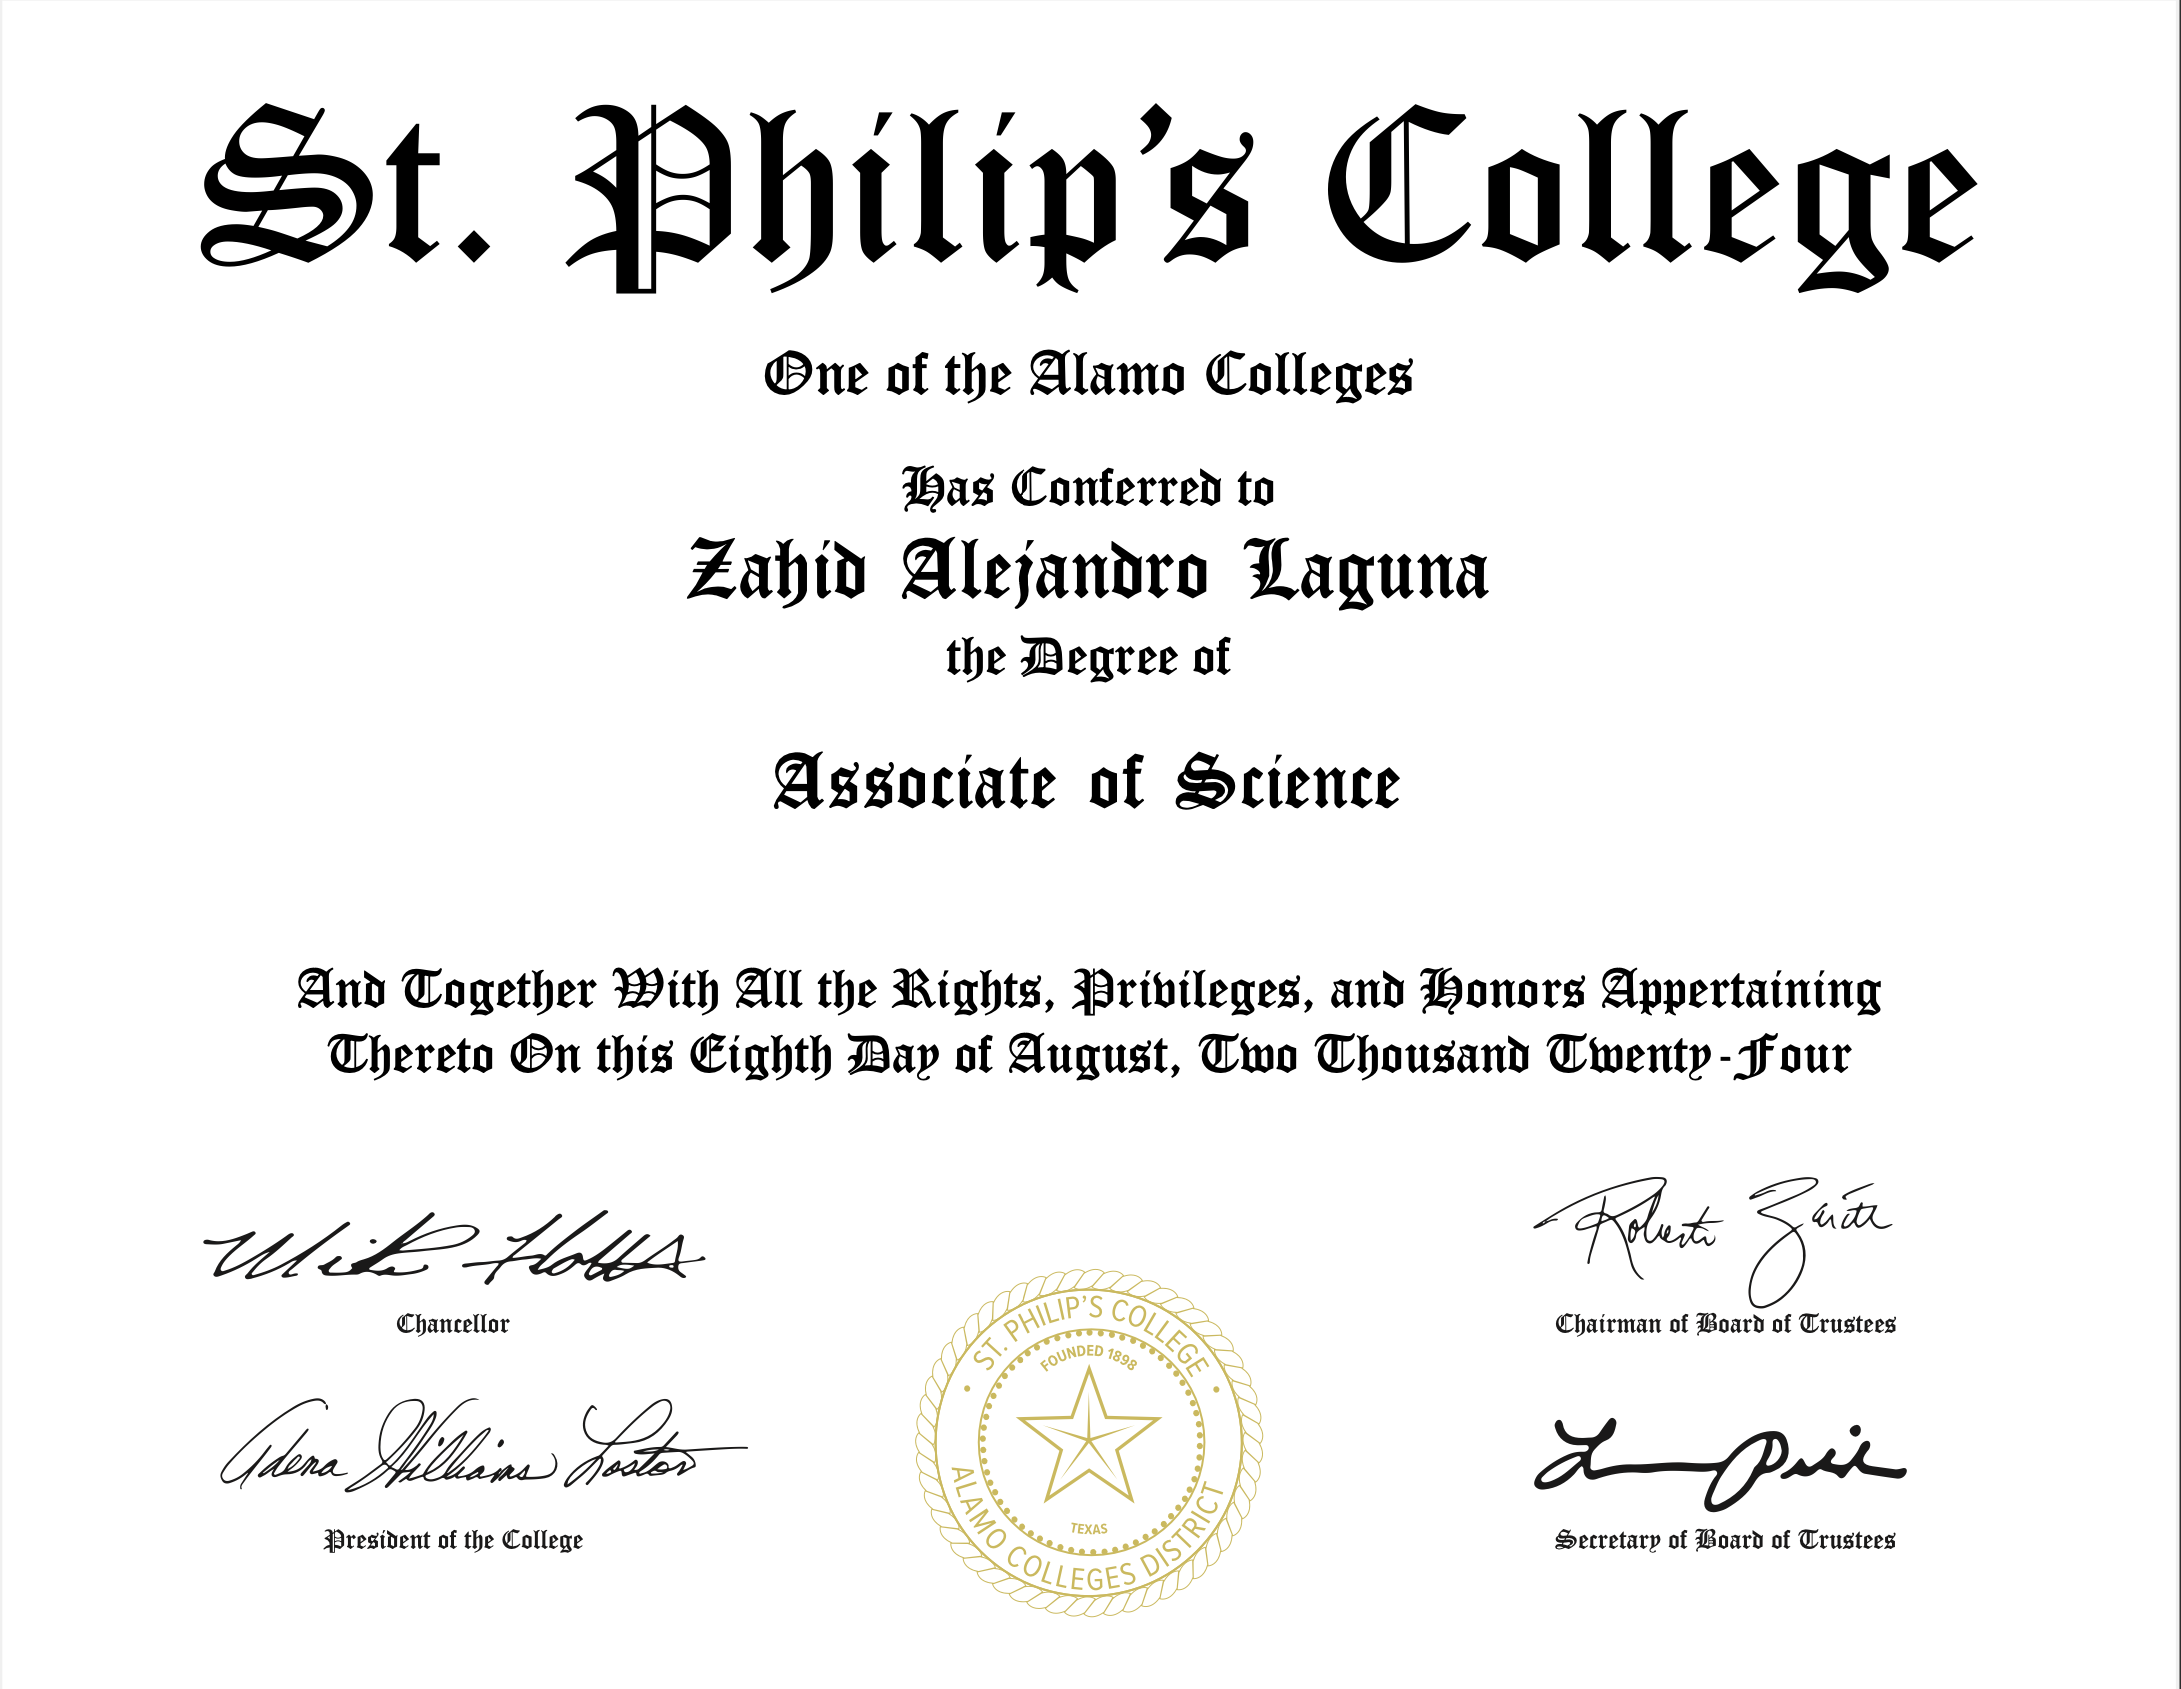 St. Philip's College
One of the Alamo Colleges
Has Conferred to
Zahid Alejandro Laguna
the Degree of
Associate of Science
And Together With All the Rights, Privileges, and Honors Appertaining
Thereto On this Eighth Day of August, Two Thousand Twenty-Four
Roberto Zárate
Chancellor
Chairman of Board of Trustees
Adena Williams Loston
President of the College
Secretary of Board of Trustees
ST. PHILIP'S COLLEGE
FOUNDED 1898
TEXAS
ALAMO COLLEGES DISTRICT